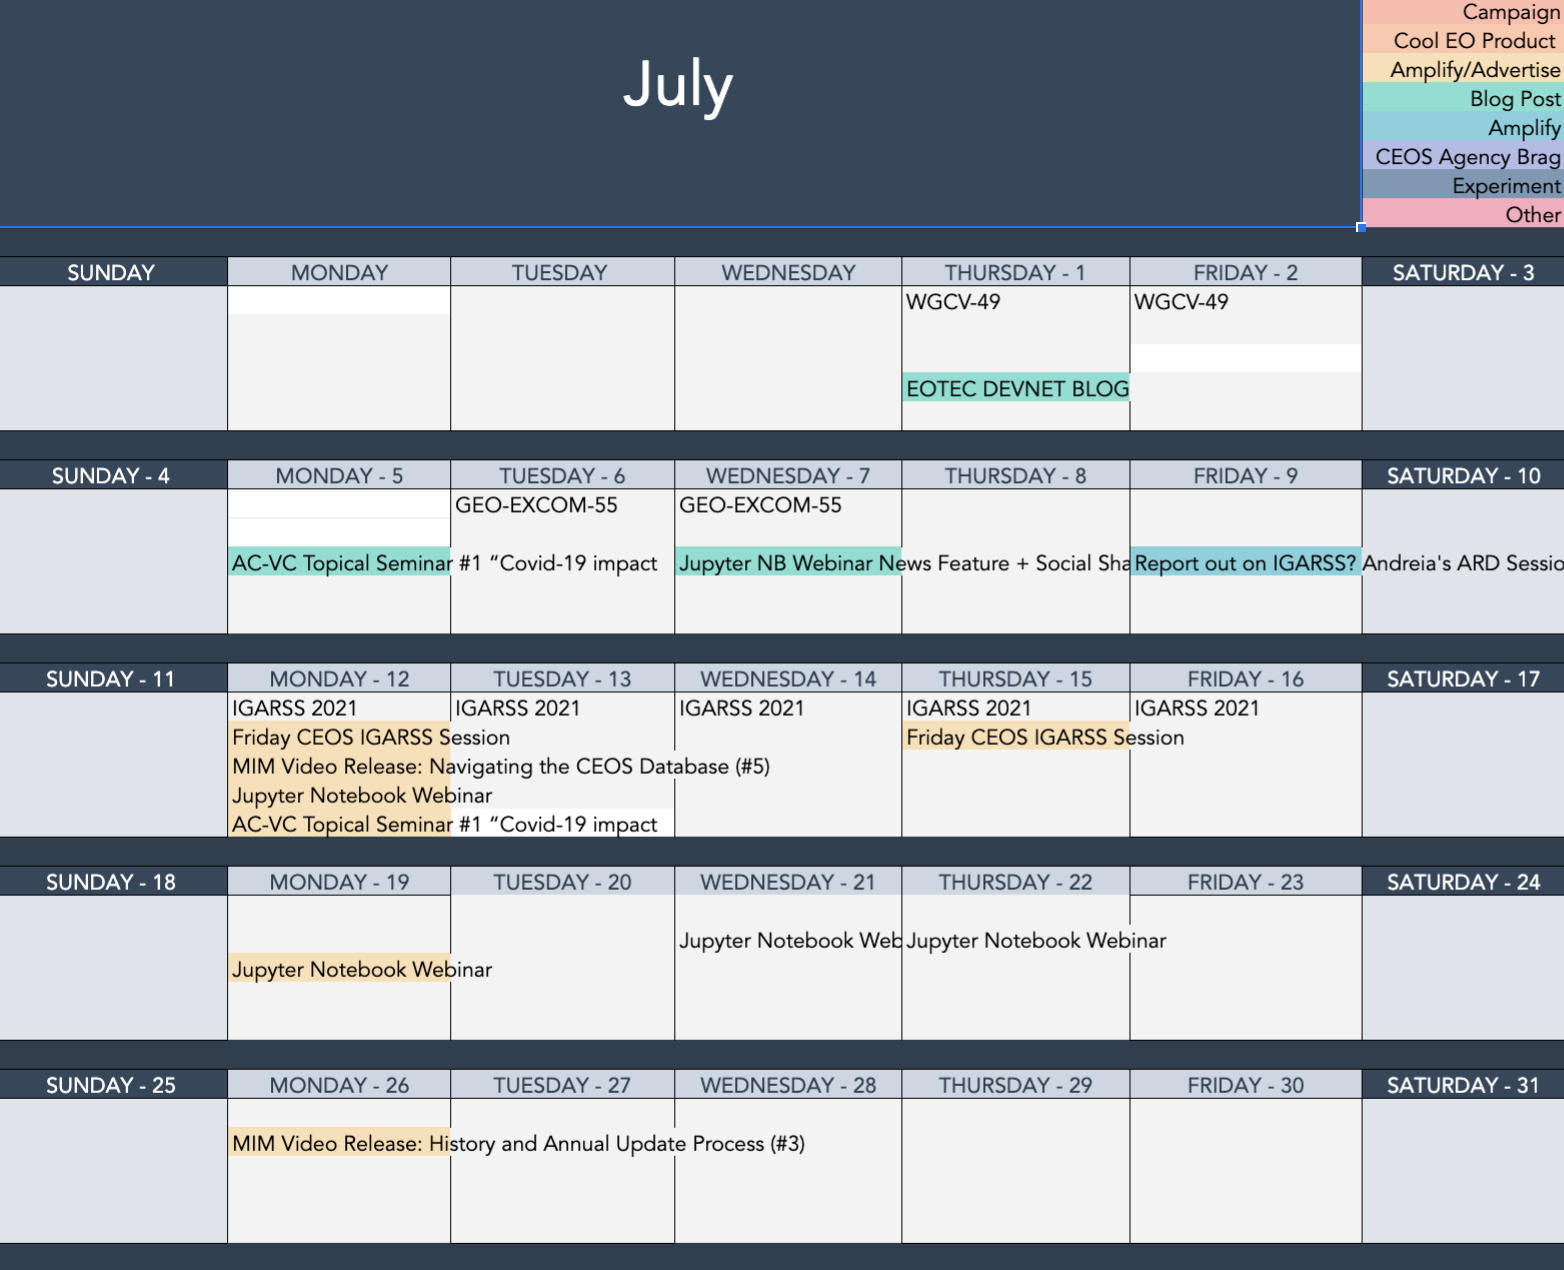 July
Campaign
Cool EO Product
Amplify/Advertise
Blog Post
Amplify
CEOS Agency Brag
Experiment
Other
SUNDAY MONDAY TUESDAY WEDNESDAY THURSDAY - 1 FRIDAY - 2 SATURDAY - 3
WGCV-49 WGCV-49
EOTEC DEVNET BLOG
SUNDAY - 4 MONDAY - 5 TUESDAY - 6 WEDNESDAY - 7 THURSDAY - 8 FRIDAY - 9 SATURDAY - 10
GEO-EXCOM-55 GEO-EXCOM-55
AC-VC Topical Seminar #1 “Covid-19 impact Jupyter NB Webinar News Feature + Social Sha Report out on IGARSS? Andreia's ARD Sessio
SUNDAY - 11 MONDAY - 12 TUESDAY - 13 WEDNESDAY - 14 THURSDAY - 15 FRIDAY - 16 SATURDAY - 17
IGARSS 2021 IGARSS 2021 IGARSS 2021 IGARSS 2021 IGARSS 2021
Friday CEOS IGARSS Session Friday CEOS IGARSS Session
MIM Video Release: Navigating the CEOS Database (#5)
Jupyter Notebook Webinar
AC-VC Topical Seminar #1 “Covid-19 impact
SUNDAY - 18 MONDAY - 19 TUESDAY - 20 WEDNESDAY - 21 THURSDAY - 22 FRIDAY - 23 SATURDAY - 24
Jupyter Notebook Web Jupyter Notebook Webinar
Jupyter Notebook Webinar
SUNDAY - 25 MONDAY - 26 TUESDAY - 27 WEDNESDAY - 28 THURSDAY - 29 FRIDAY - 30 SATURDAY - 31
MIM Video Release: History and Annual Update Process (#3)